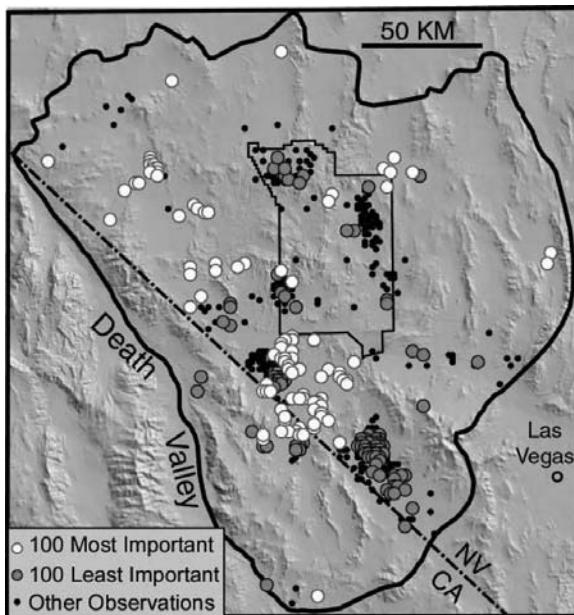 50 KM
Death
Valley
Las
Vegas
NV
CA
100 Most Important
100 Least Important
Other Observations